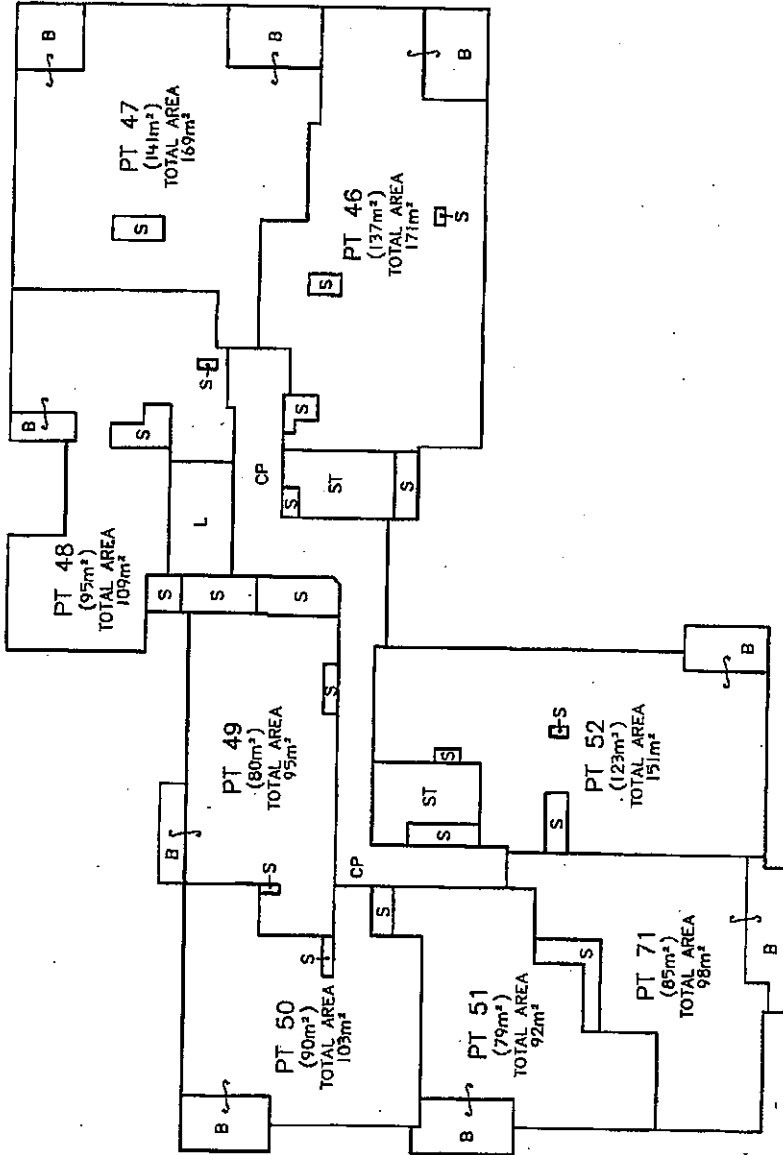 B
B
B
PT 47
(141m²)
TOTAL AREA
169m²
S
PT 46
(137m²)
TOTAL AREA
171m²
S
S
B
S
S
S
PT 48
(95m²)
TOTAL AREA
109m²
L
CP
S
ST
S
S
S
S
PT 49
(80m²)
TOTAL AREA
95m²
S
B
S
CP
S
ST
S
PT 52
(123m²)
TOTAL AREA
151m²
S
S
B
PT 50
(90m²)
TOTAL AREA
103m²
S
B
S
PT 51
(79m²)
TOTAL AREA
92m²
B
S
PT 71
(85m²)
TOTAL AREA
98m²
B